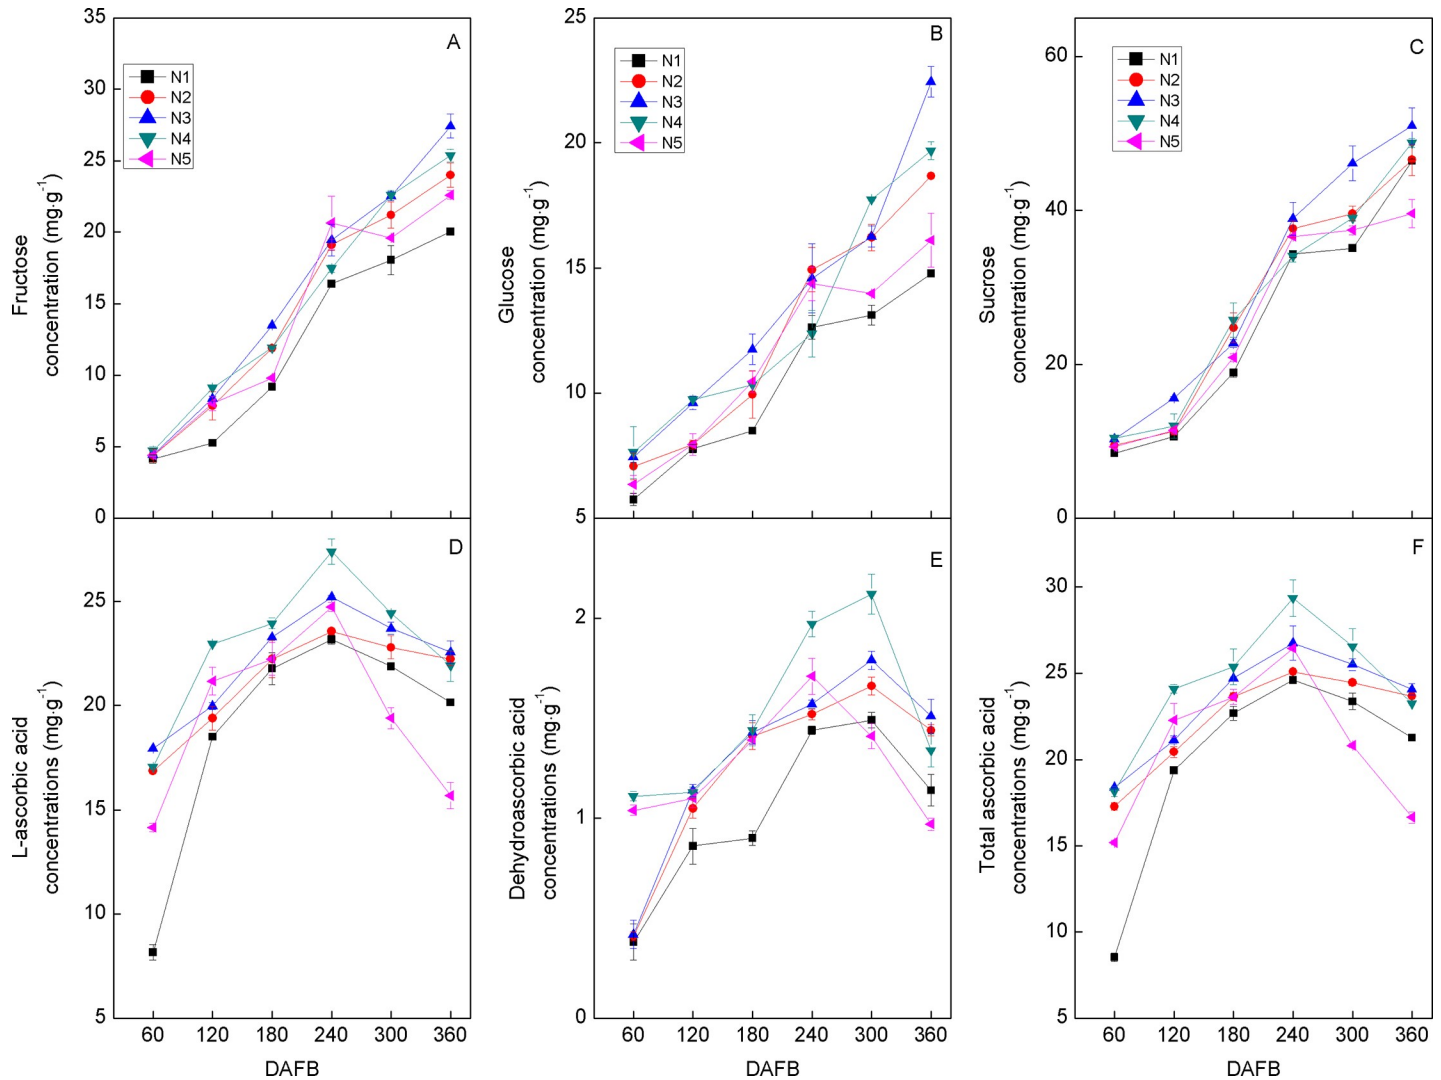 A
Fructose
concentration (mg·g⁻¹)
35
30
25
20
15
10
5
0
N1
N2
N3
N4
N5
B
Glucose
concentration (mg·g⁻¹)
25
20
15
10
5
N1
N2
N3
N4
N5
C
Sucrose
concentration (mg·g⁻¹)
60
40
20
0
N1
N2
N3
N4
N5
D
L-ascorbic acid
concentrations (mg·g⁻¹)
25
20
15
10
5
60 120 180 240 300 360
DAFB
E
Dehydroascorbic acid
concentrations (mg·g⁻¹)
2
1
0
60 120 180 240 300 360
DAFB
F
Total ascorbic acid
concentrations (mg·g⁻¹)
30
25
20
15
10
5
60 120 180 240 300 360
DAFB